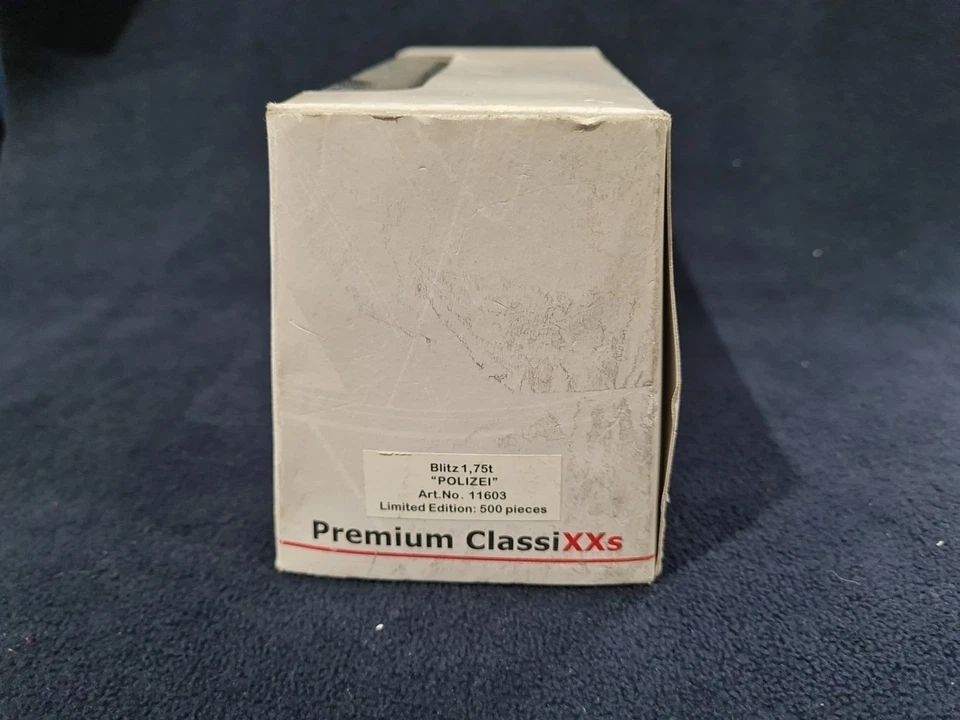 Blitz 1,75t
"POLIZEI"
Art.No. 11603
Limited Edition: 500 pieces
Premium ClassiXXs